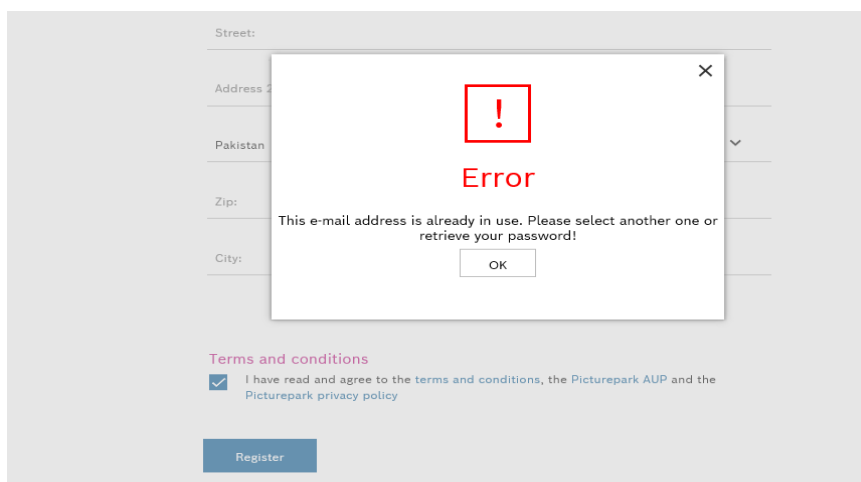 Street:
Address 2
Pakistan
Zip:
City:
!
Error
This e-mail address is already in use. Please select another one or
retrieve your password!
OK
Terms and conditions
I have read and agree to the terms and conditions, the Picturepark AUP and the
Picturepark privacy policy
Register